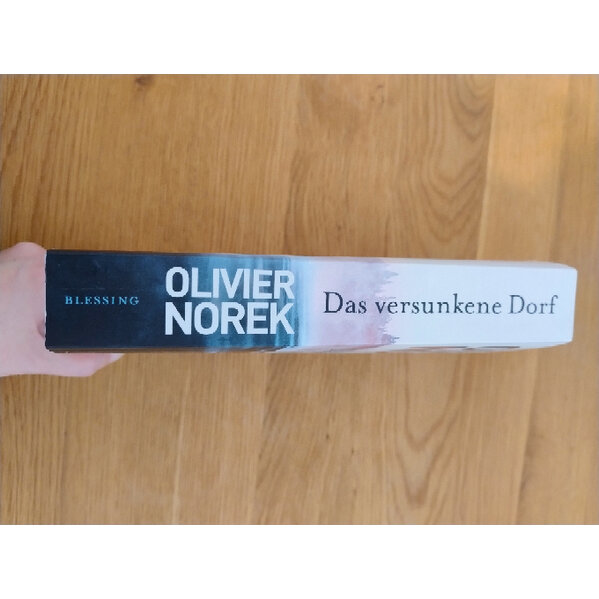 BLESSING
OLIVIER
NOREK
Das versunkene Dorf